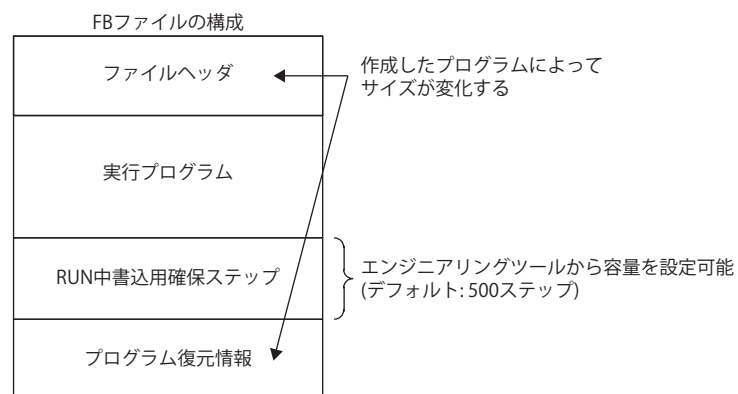 FBファイルの構成
ファイルヘッダ
作成したプログラムによって
サイズが変化する
実行プログラム
RUN中書込用確保ステップ
エンジニアリングツールから容量を設定可能
(デフォルト: 500ステップ)
プログラム復元情報